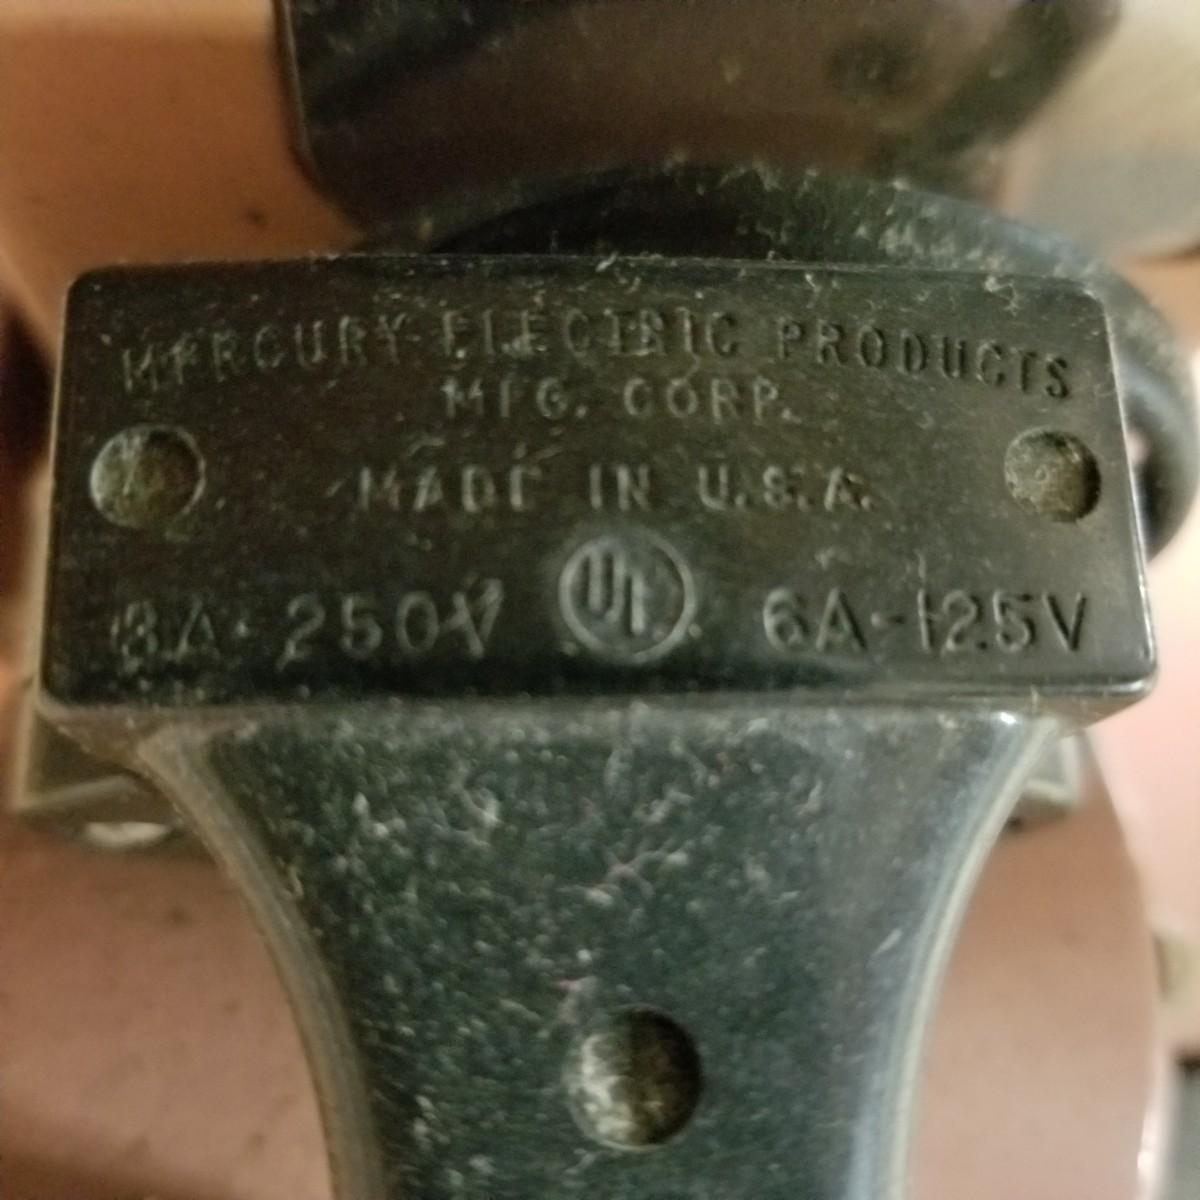 MERCURY ELECTRIC PRODUCTS
MFG. CORP.
MADE IN U.S.A.
3A-250V UL 6A-125V